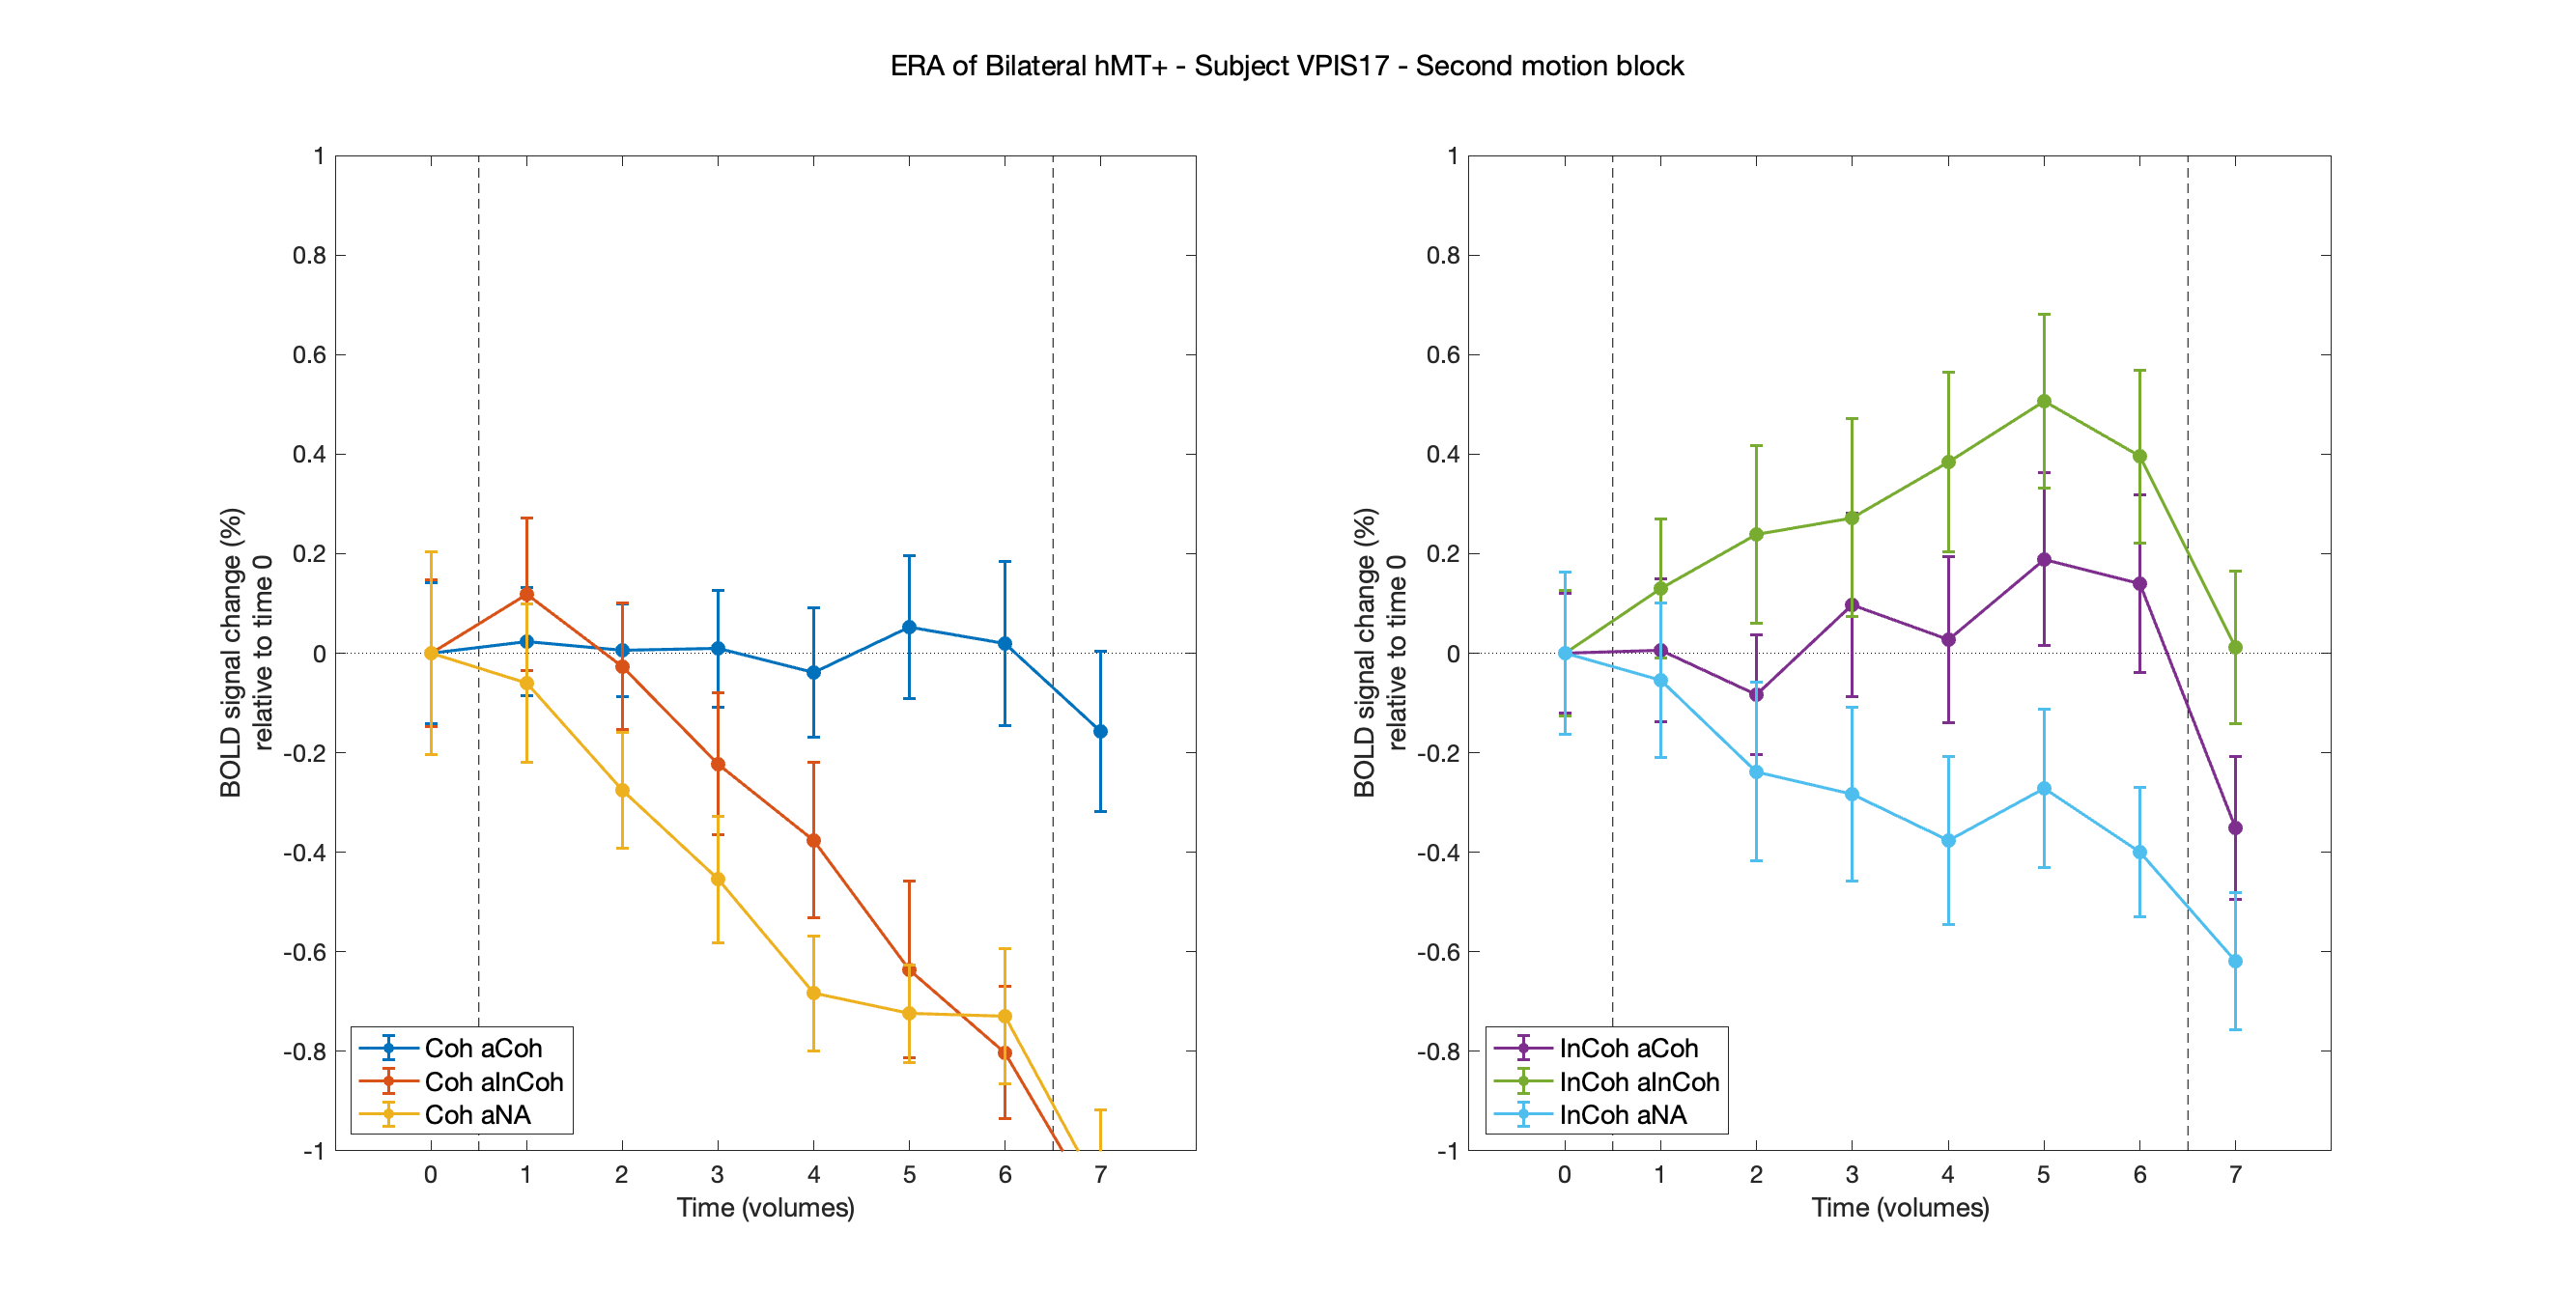 ERA of Bilateral hMT+ - Subject VPIS17 - Second motion block
BOLD signal change (%)
relative to time 0
1
0.8
0.6
0.4
0.2
0
-0.2
-0.4
-0.6
-0.8
-1
Coh aCoh
Coh aInCoh
Coh aNA
0 1 2 3 4 5 6 7
Time (volumes)
BOLD signal change (%)
relative to time 0
1
0.8
0.6
0.4
0.2
0
-0.2
-0.4
-0.6
-0.8
-1
InCoh aCoh
InCoh aInCoh
InCoh aNA
0 1 2 3 4 5 6 7
Time (volumes)